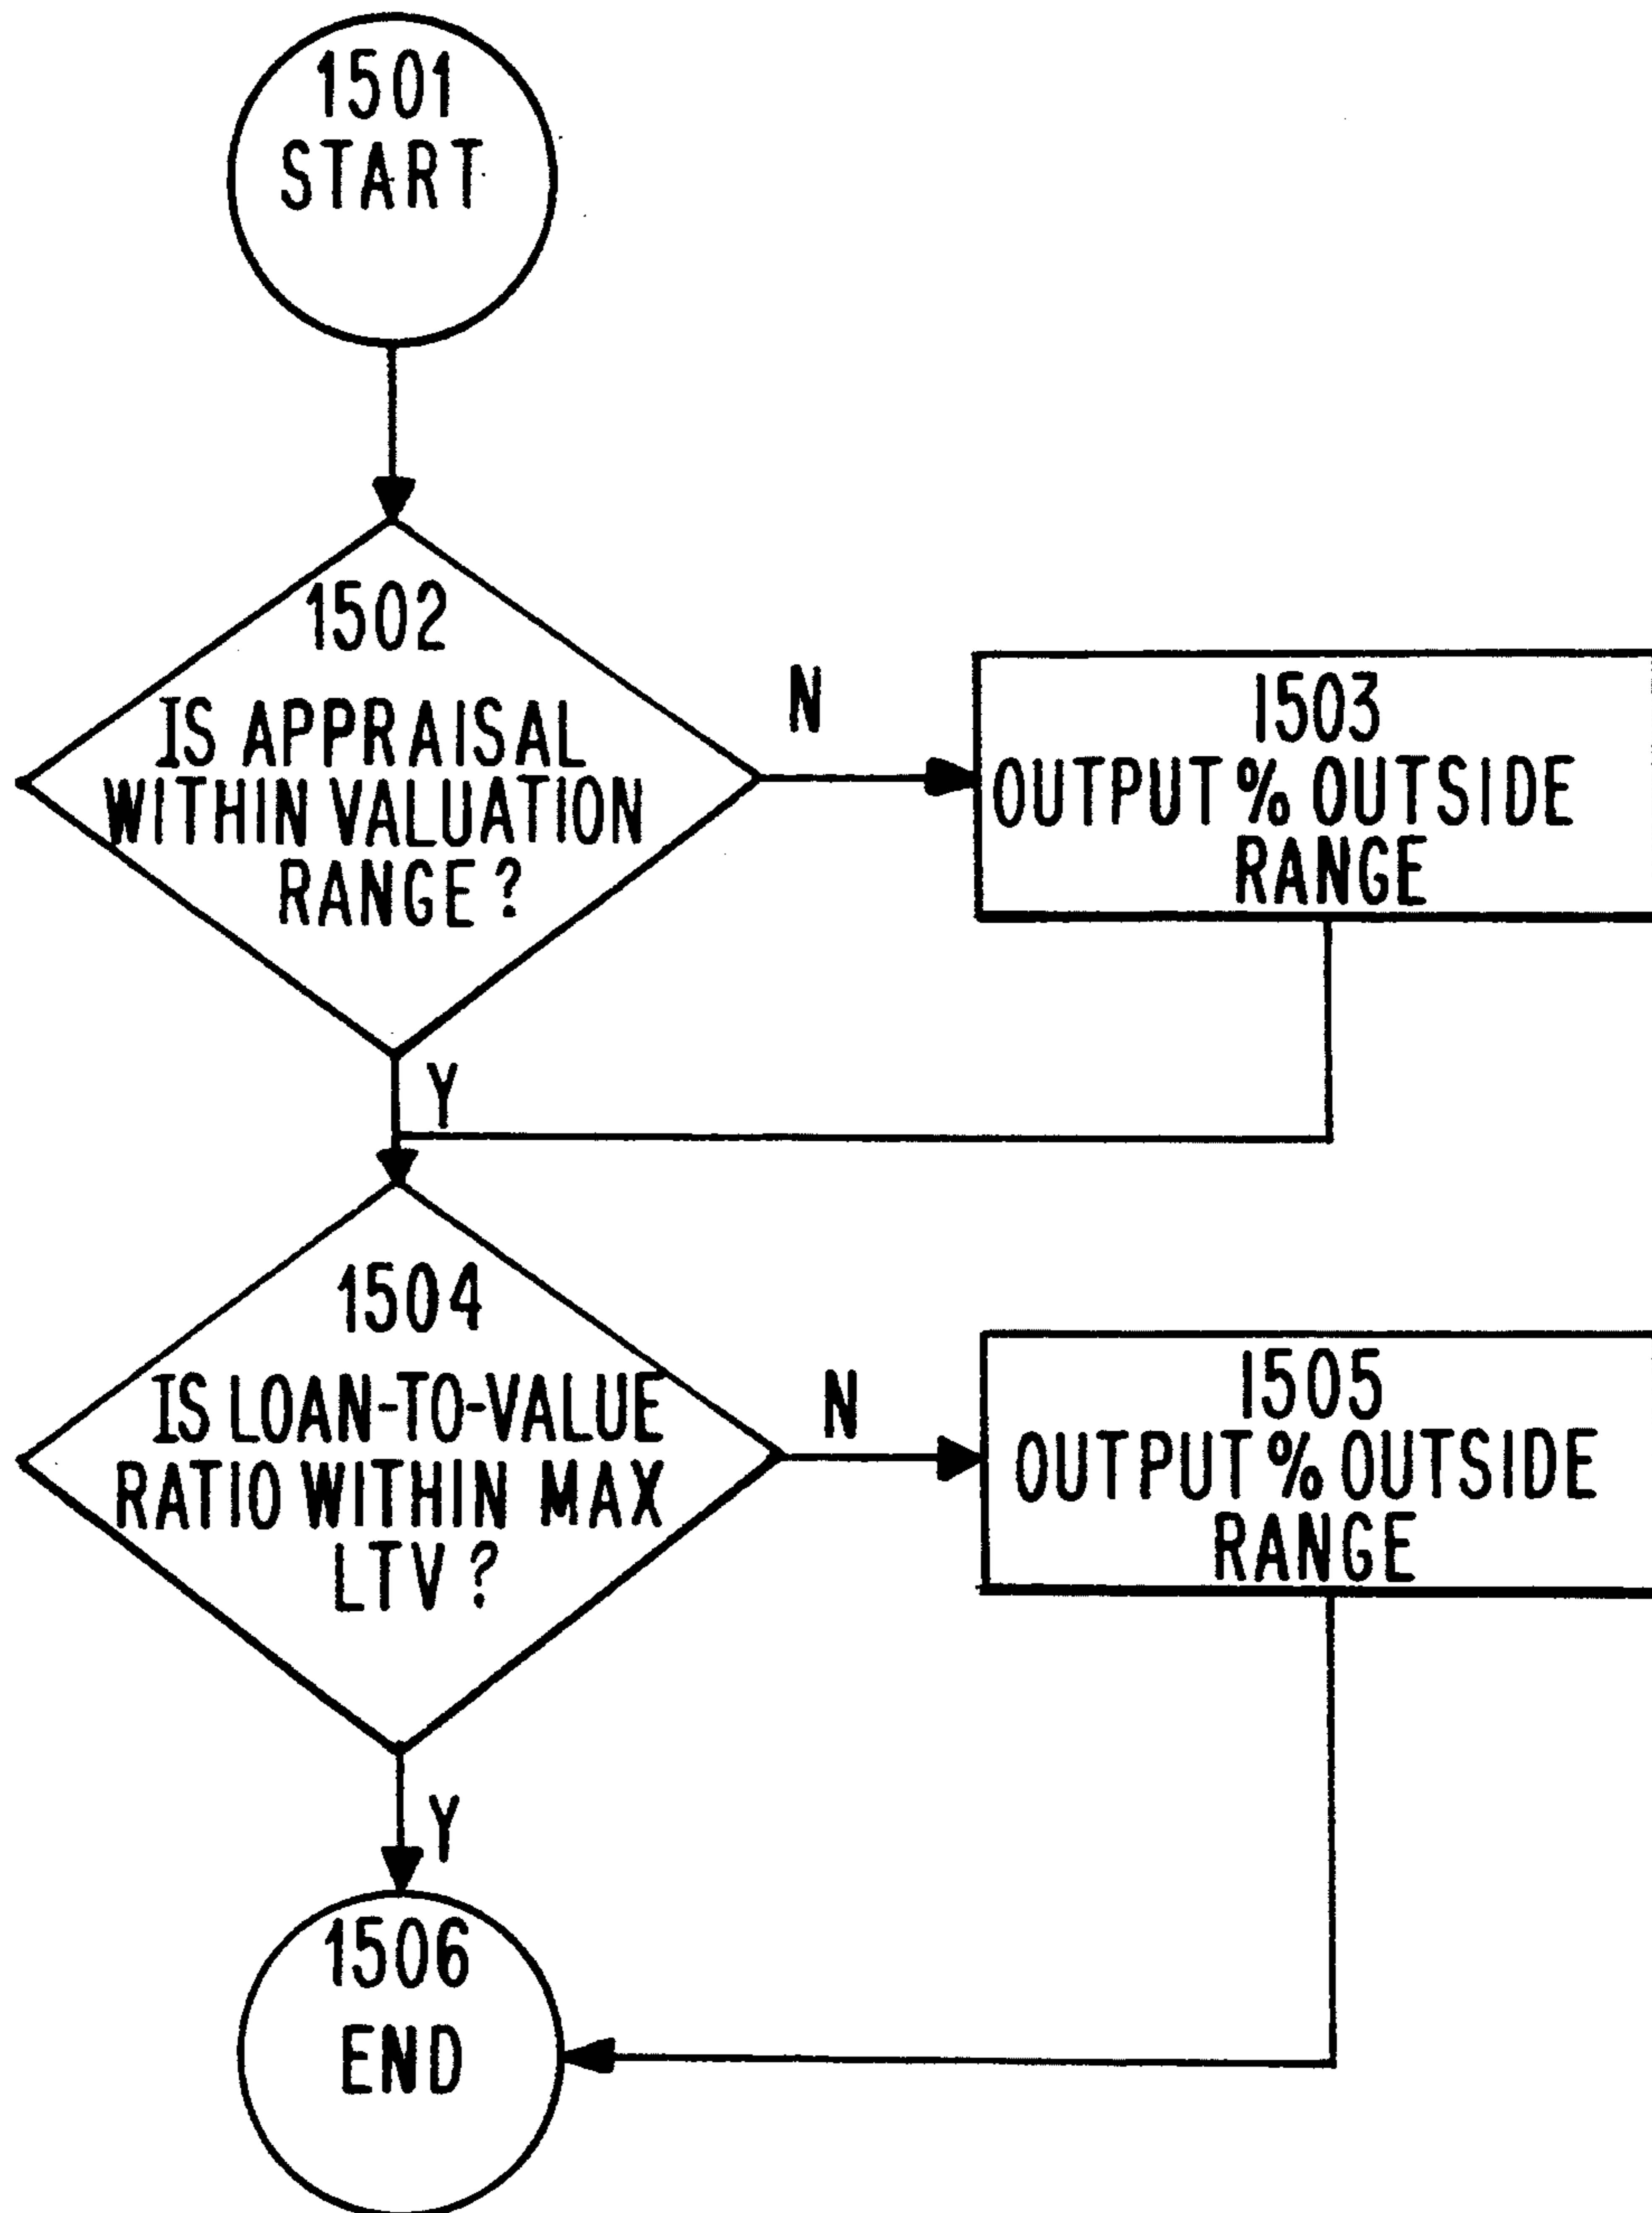 1501
START
1502
IS APPRAISAL
WITHIN VALUATION
RANGE?
N
1503
OUTPUT % OUTSIDE
RANGE
Y
1504
IS LOAN-TO-VALUE
RATIO WITHIN MAX
LTV?
N
1505
OUTPUT % OUTSIDE
RANGE
Y
1506
END